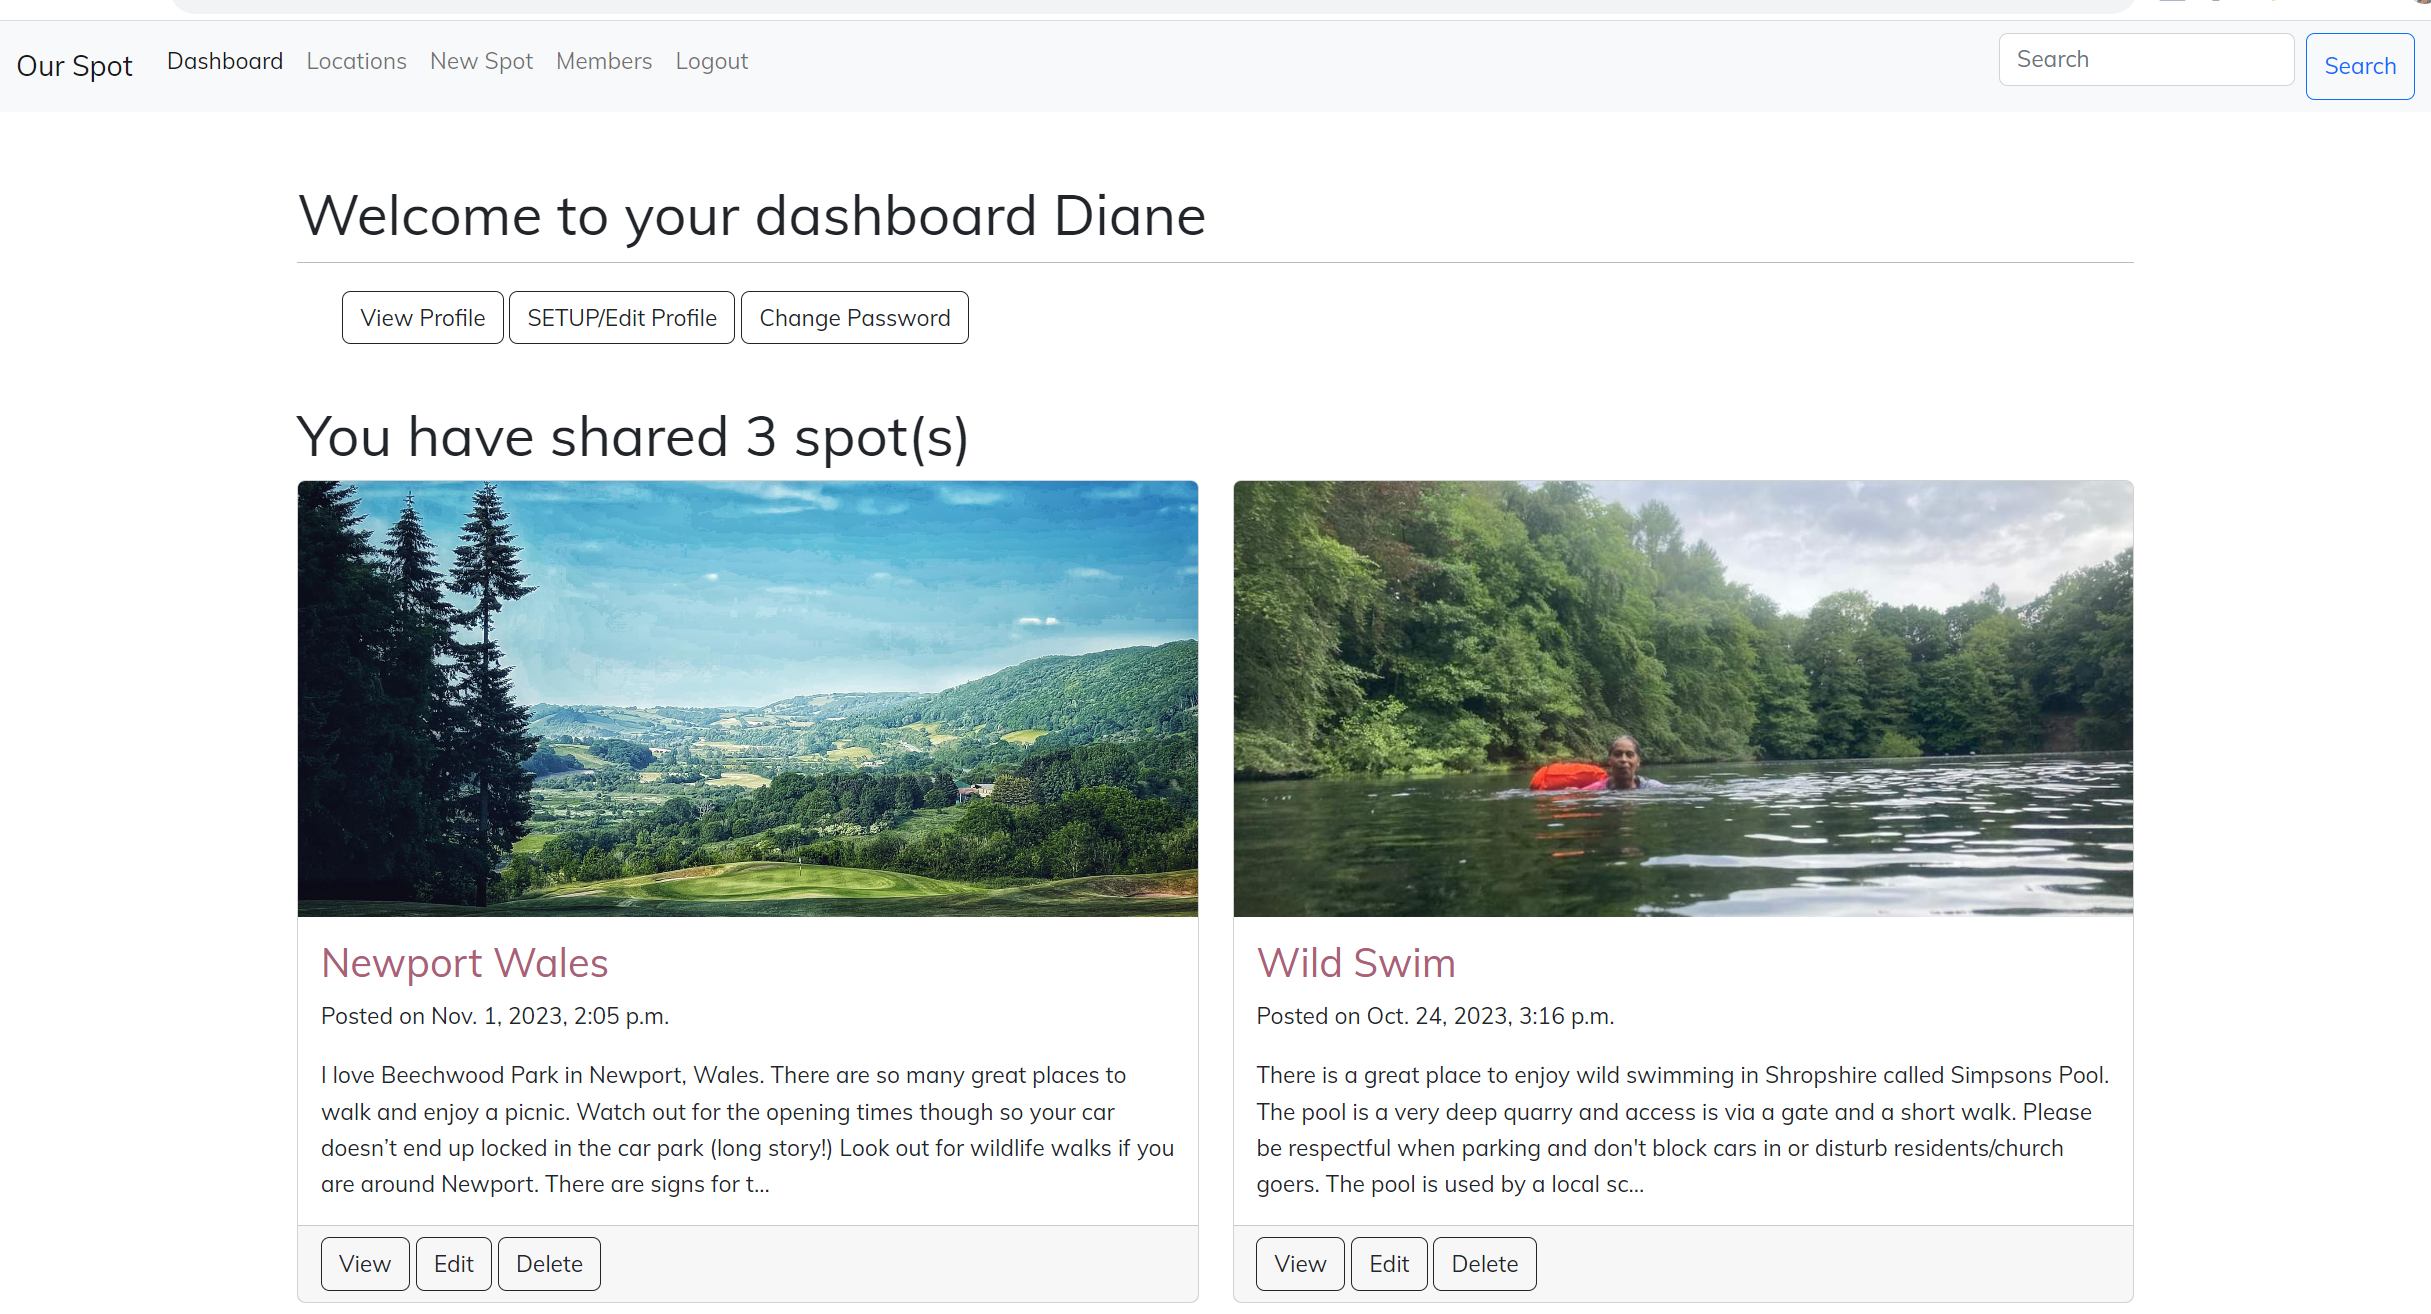 Our Spot Dashboard Locations New Spot Members Logout Search Search
Welcome to your dashboard Diane
View Profile SETUP/Edit Profile Change Password
You have shared 3 spot(s)
Newport Wales
Posted on Nov. 1, 2023, 2:05 p.m.
I love Beechwood Park in Newport, Wales. There are so many great places to
walk and enjoy a picnic. Watch out for the opening times though so your car
doesn’t end up locked in the car park (long story!) Look out for wildlife walks if you
are around Newport. There are signs for t...
View Edit Delete
Wild Swim
Posted on Oct. 24, 2023, 3:16 p.m.
There is a great place to enjoy wild swimming in Shropshire called Simpsons Pool.
The pool is a very deep quarry and access is via a gate and a short walk. Please
be respectful when parking and don't block cars in or disturb residents/church
goers. The pool is used by a local sc...
View Edit Delete